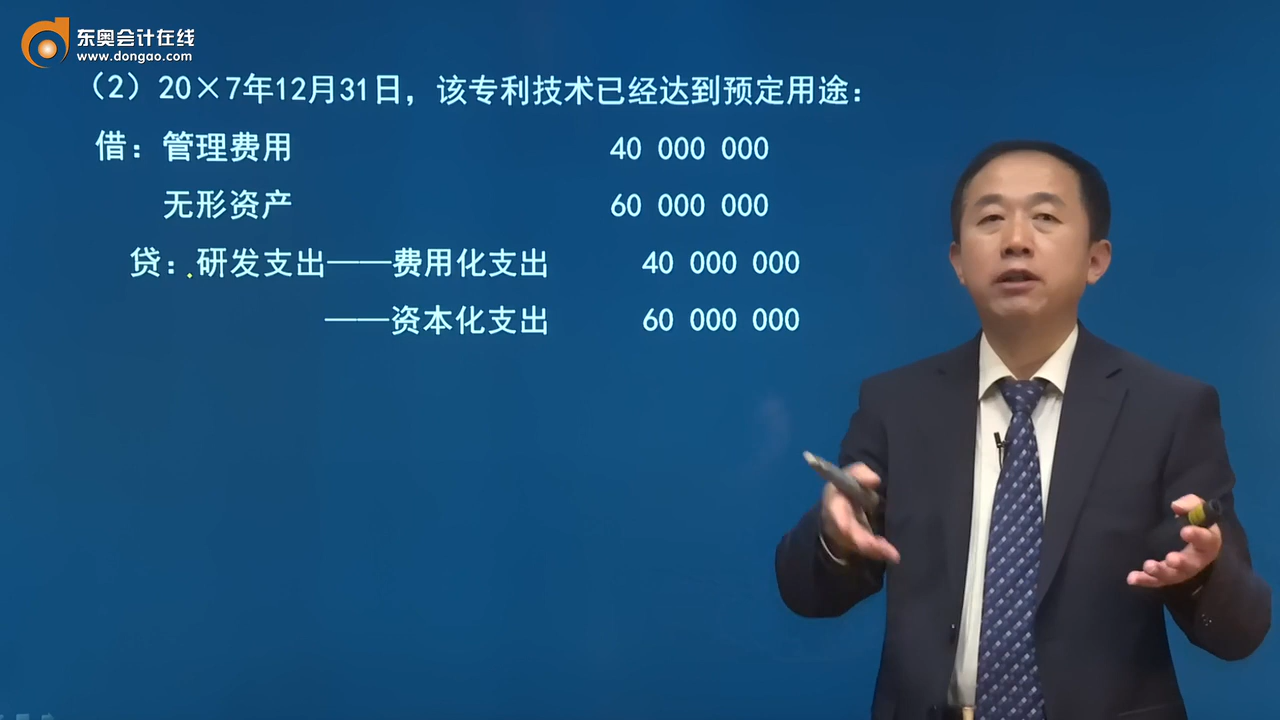 东奥会计在线
www.dongao.com
（2）20×7年12月31日，该专利技术已经达到预定用途：
借：管理费用 40 000 000
无形资产 60 000 000
贷：研发支出——费用化支出 40 000 000
——资本化支出 60 000 000